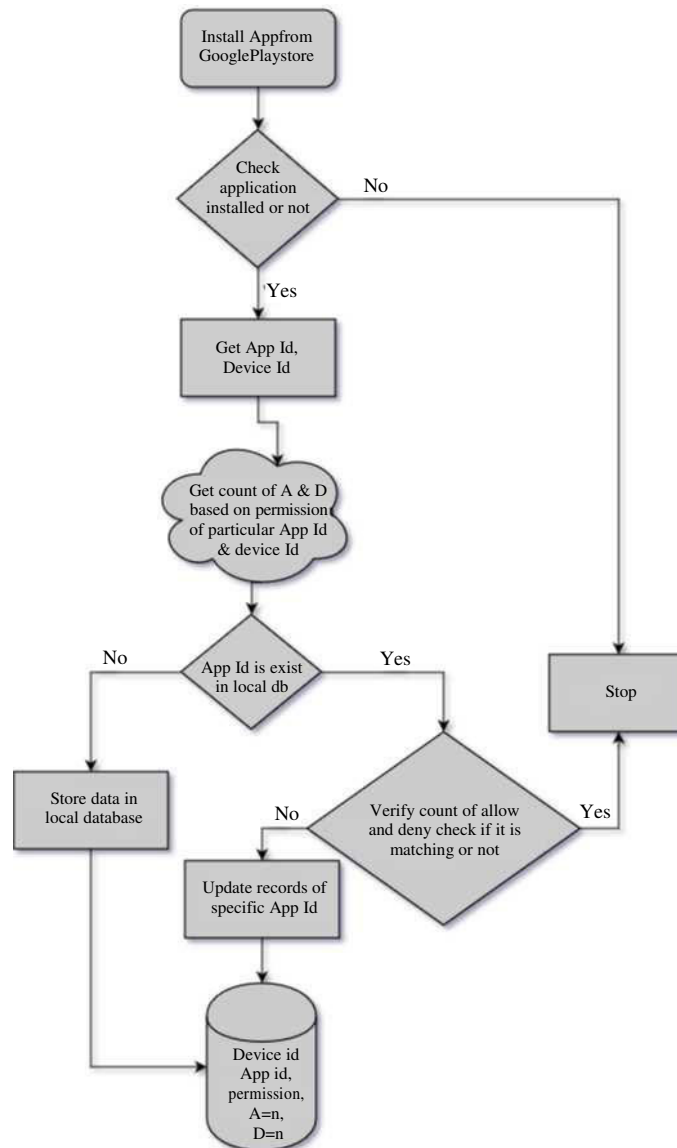 Install Appfrom
GooglePlaystore
Check
application
installed or not
No
'Yes
Get App Id,
Device Id
Get count of A & D
based on permission
of particular App Id
& device Id
No
App Id is exist
in local db
Yes
Stop
Store data in
local database
No
Verify count of allow
and deny check if it is
matching or not
Yes
Update records of
specific App Id
Device id
App id,
permission,
A=n,
D=n